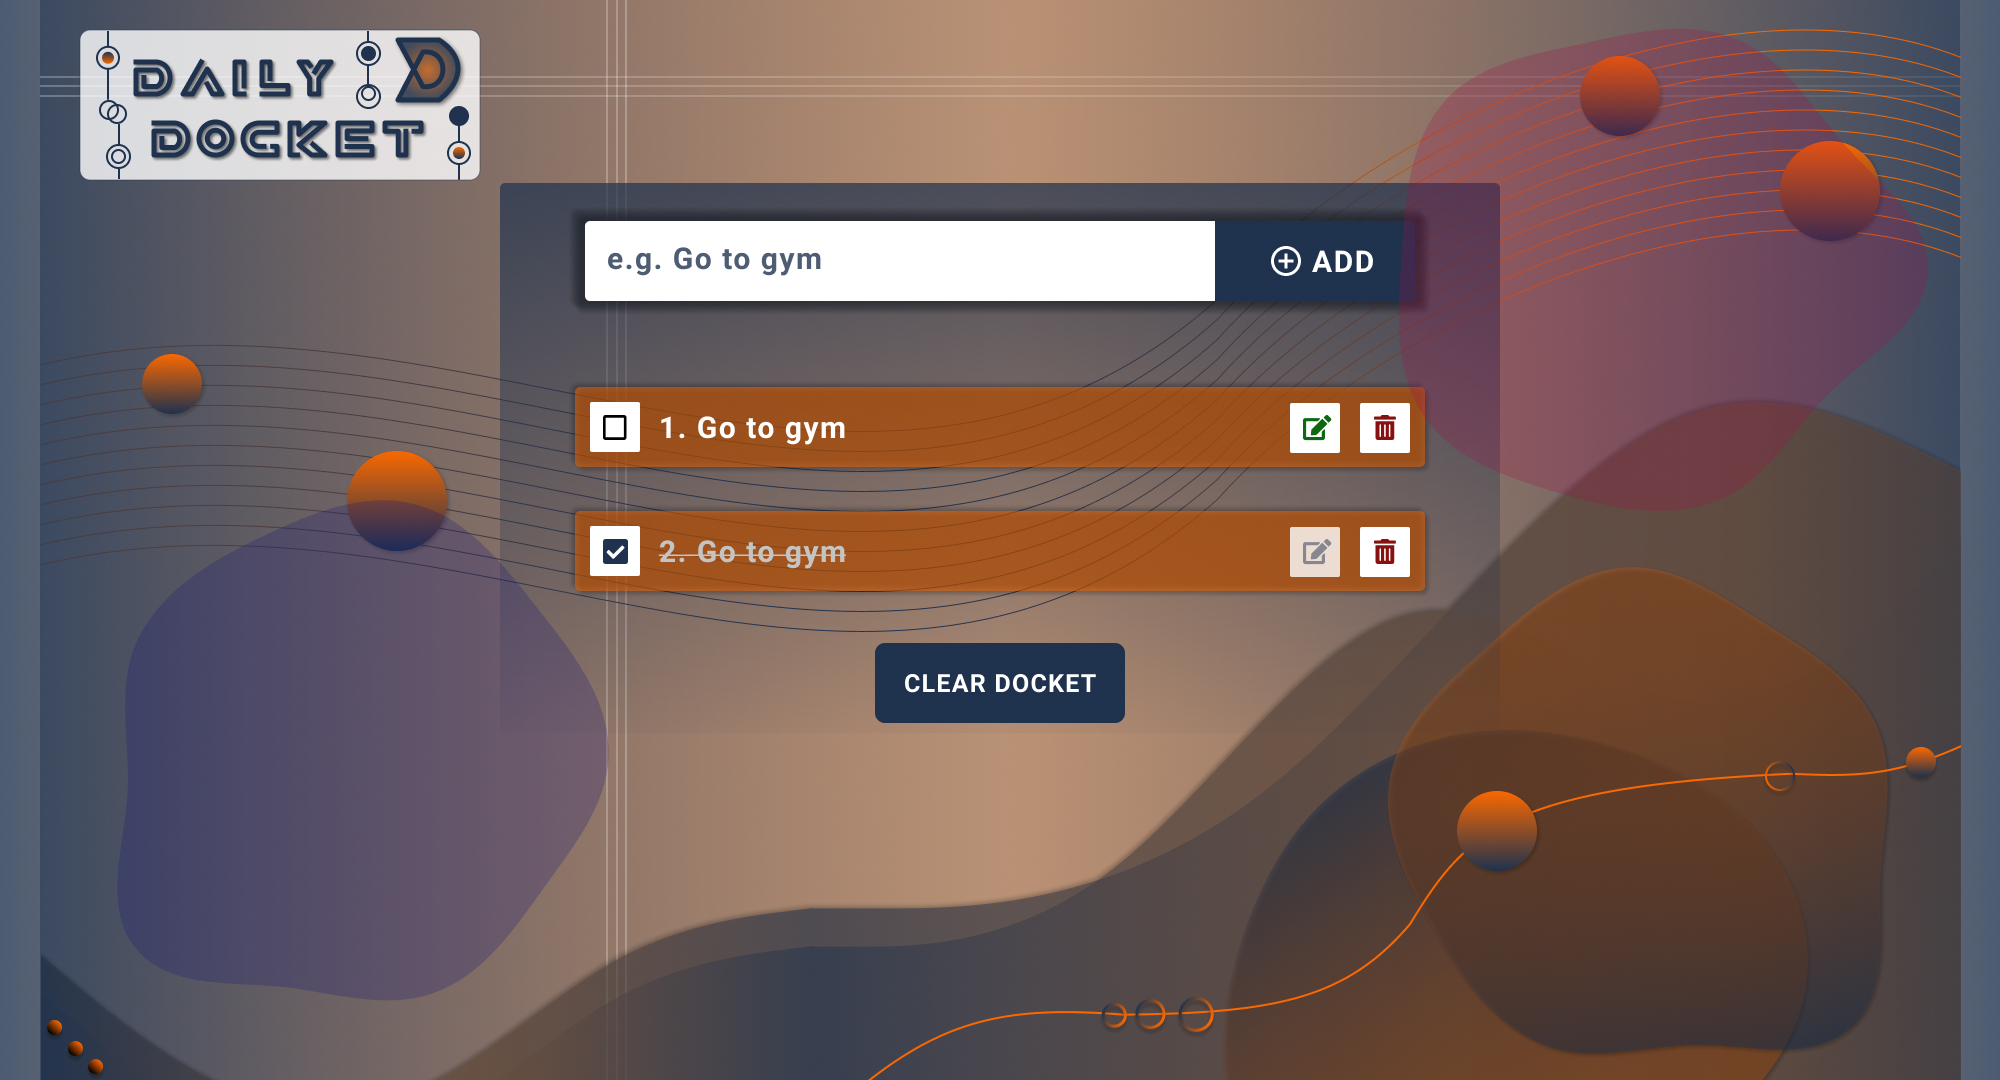 DAILY
DOCKET
e.g. Go to gym
ADD
1. Go to gym
2. Go to gym
CLEAR DOCKET